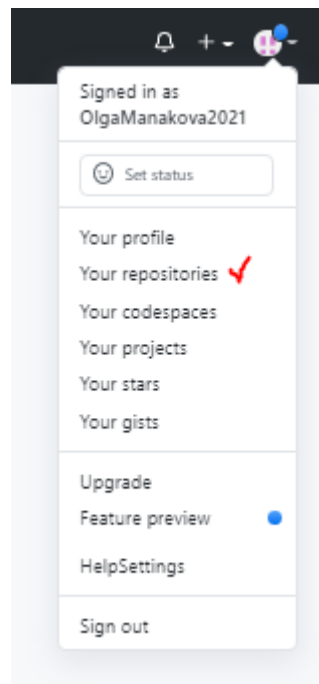 Signed in as
OlgaManakova2021
Set status
Your profile
Your repositories
Your codespaces
Your projects
Your stars
Your gists
Upgrade
Feature preview
HelpSettings
Sign out